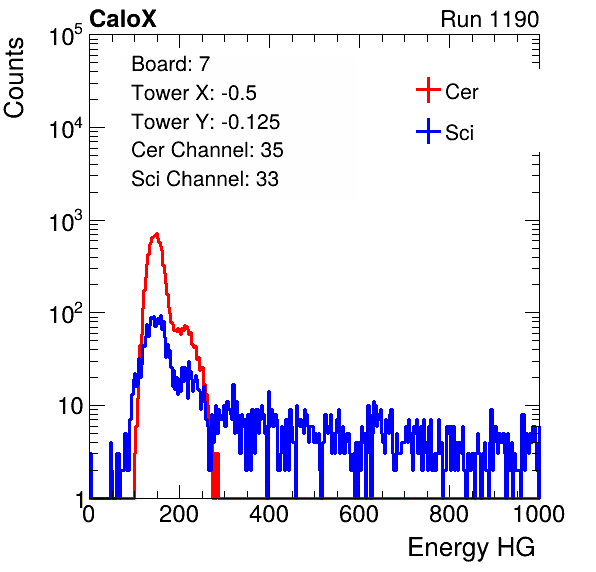 CaloX Run 1190
Counts
10^5
10^4
10^3
10^2
10
1
Board: 7
Tower X: -0.5
Tower Y: -0.125
Cer Channel: 35
Sci Channel: 33
Cer
Sci
0 200 400 600 800 1000
Energy HG